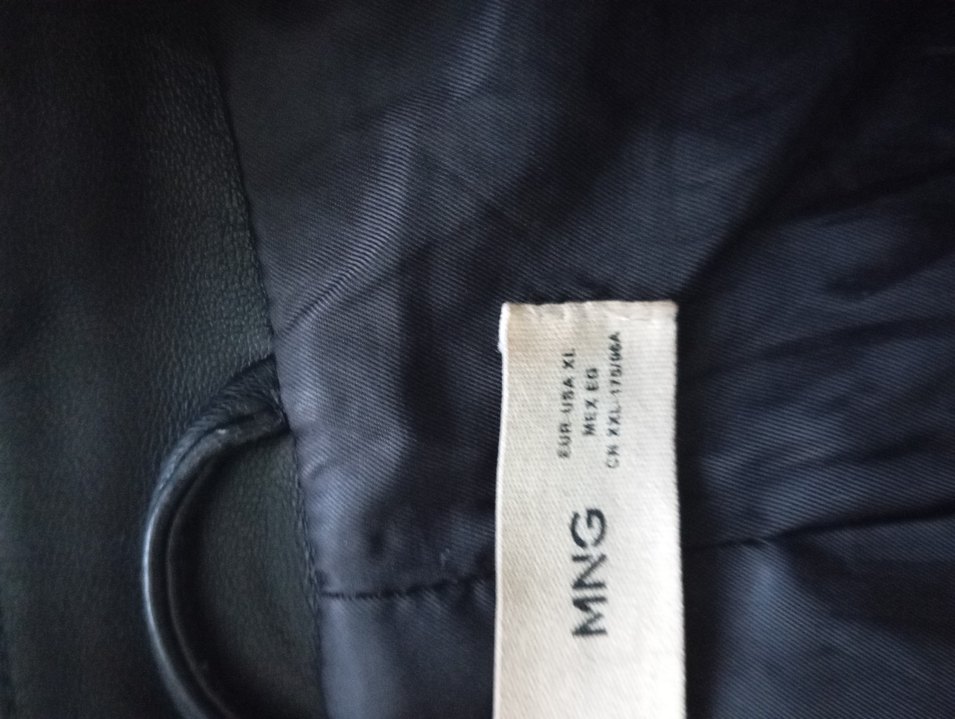 MNG
EUR-USA XL
MEX EG
CN XXL-175/96A